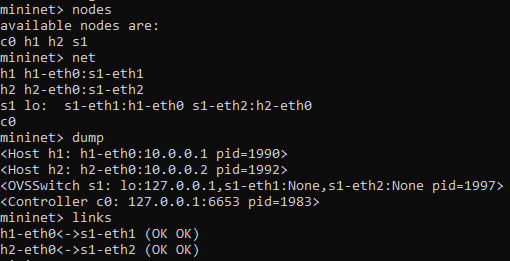 mininet> nodes
available nodes are:
c0 h1 h2 s1
mininet> net
h1 h1-eth0:s1-eth1
h2 h2-eth0:s1-eth2
s1 lo:  s1-eth1:h1-eth0 s1-eth2:h2-eth0
c0
mininet> dump
<Host h1: h1-eth0:10.0.0.1 pid=1990>
<Host h2: h2-eth0:10.0.0.2 pid=1992>
<OVSSwitch s1: lo:127.0.0.1,s1-eth1:None,s1-eth2:None pid=1997>
<Controller c0: 127.0.0.1:6653 pid=1983>
mininet> links
h1-eth0<->s1-eth1 (OK OK)
h2-eth0<->s1-eth2 (OK OK)